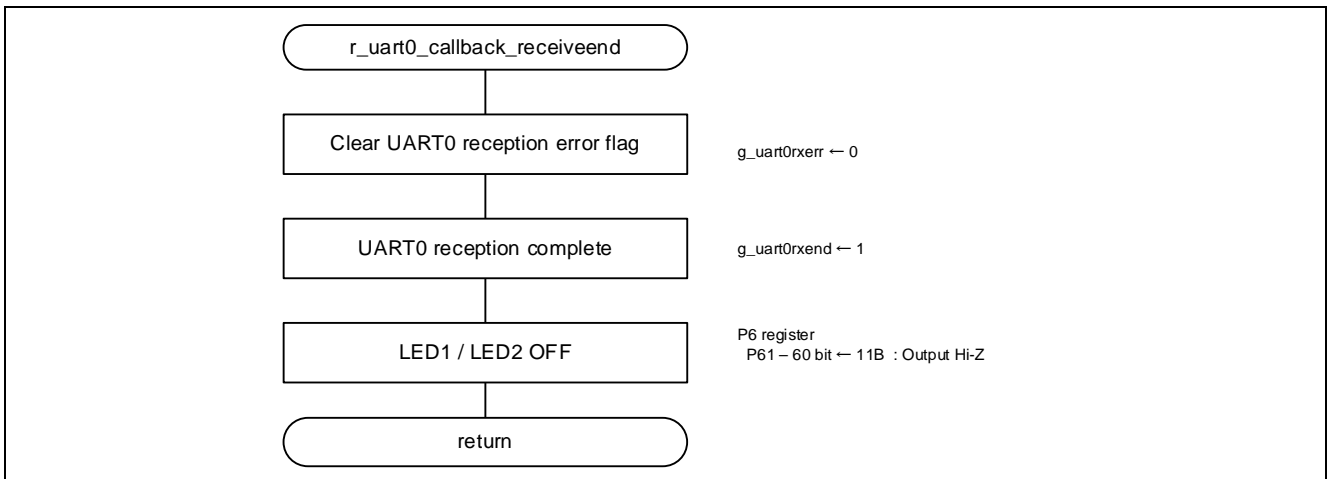 r_uart0_callback_receiveend
Clear UART0 reception error flag
g_uart0rxerr ← 0
UART0 reception complete
g_uart0rxend ← 1
LED1 / LED2 OFF
P6 register
P61 – 60 bit ← 11B : Output Hi-Z
return